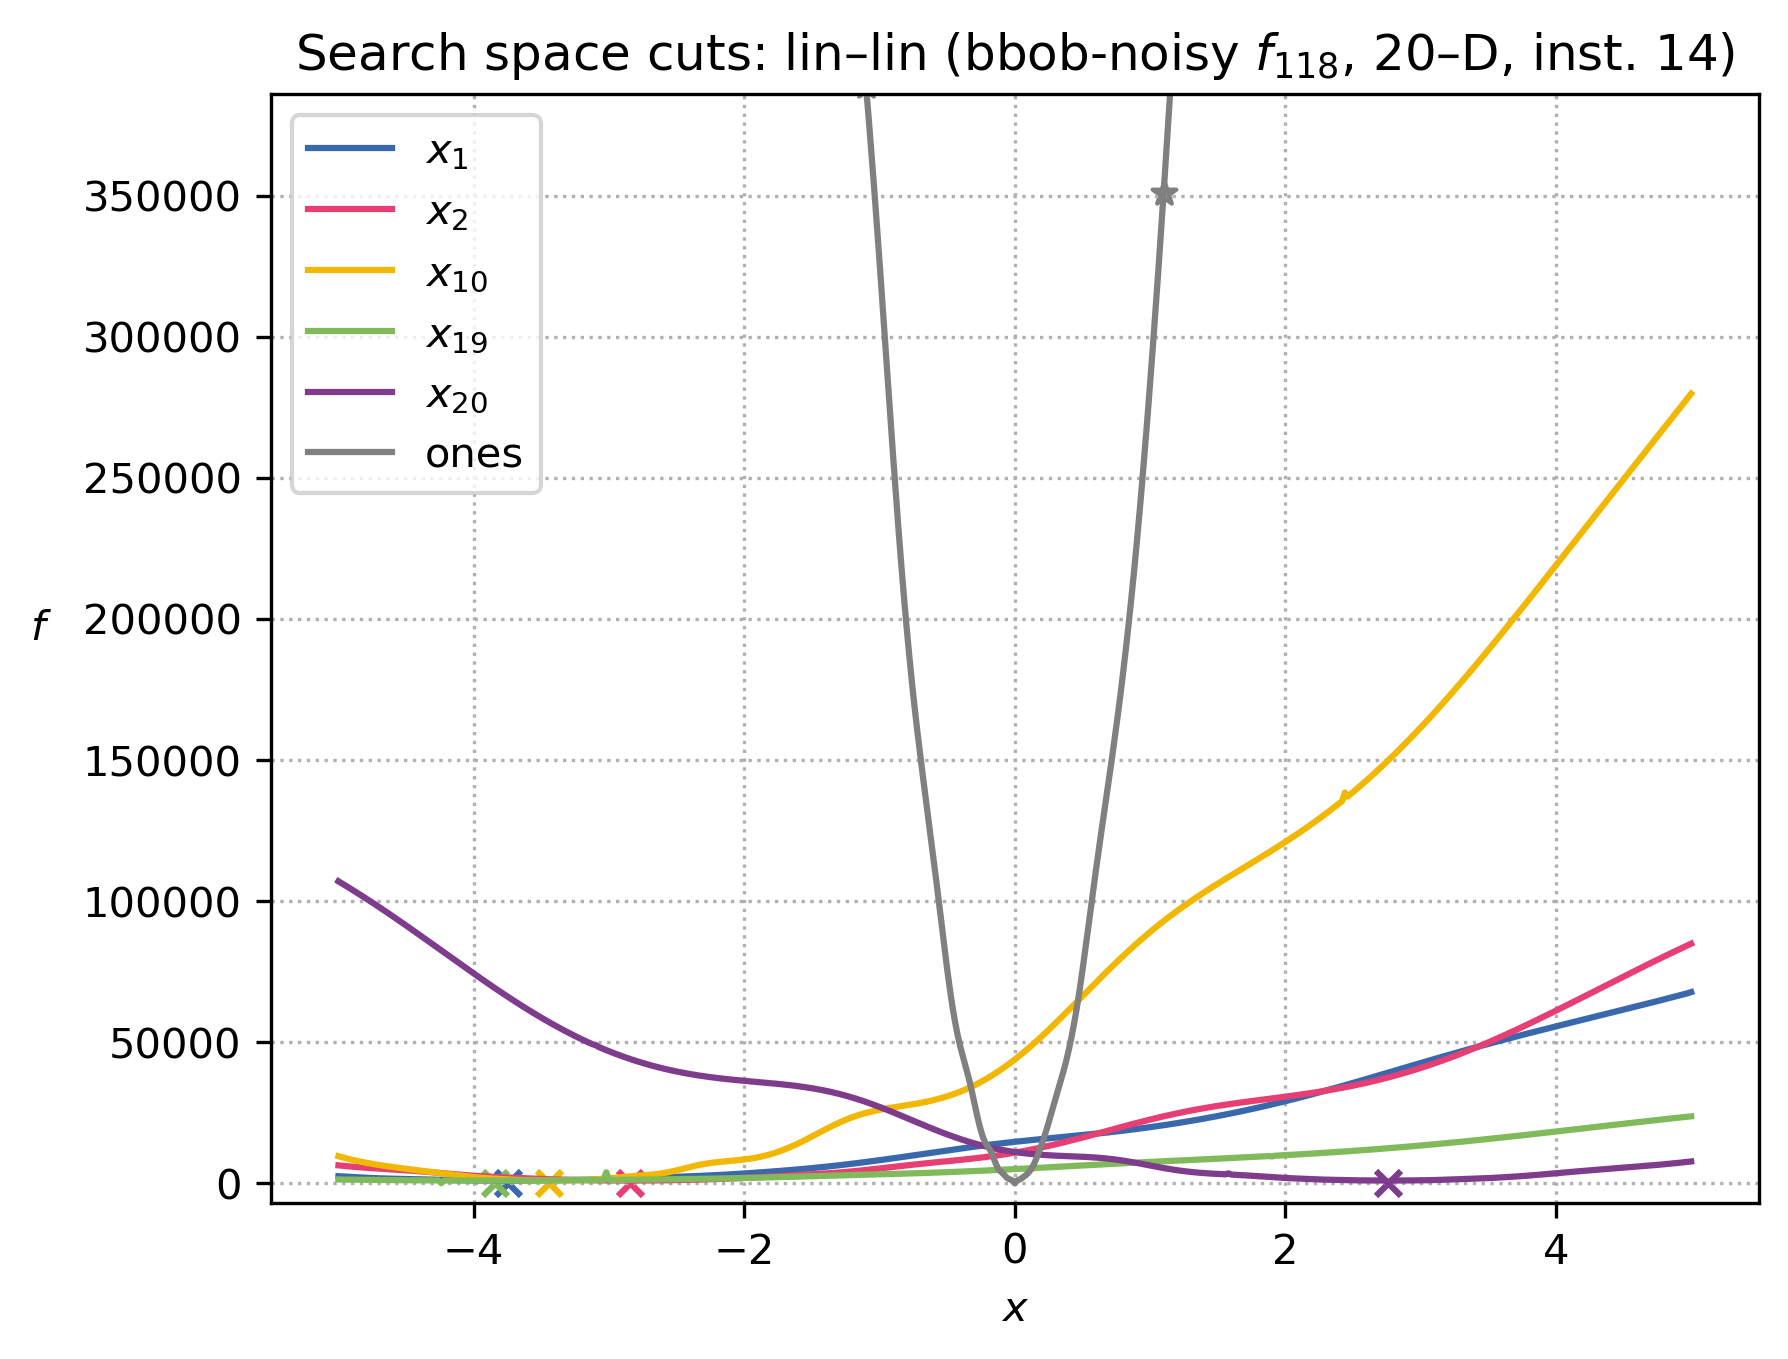 Search space cuts: lin–lin (bbob-noisy f₁₁₈, 20–D, inst. 14)
x₁
x₂
x₁₀
x₁₉
x₂₀
ones
350000
300000
250000
200000
150000
100000
50000
0
f
−4 −2 0 2 4
x